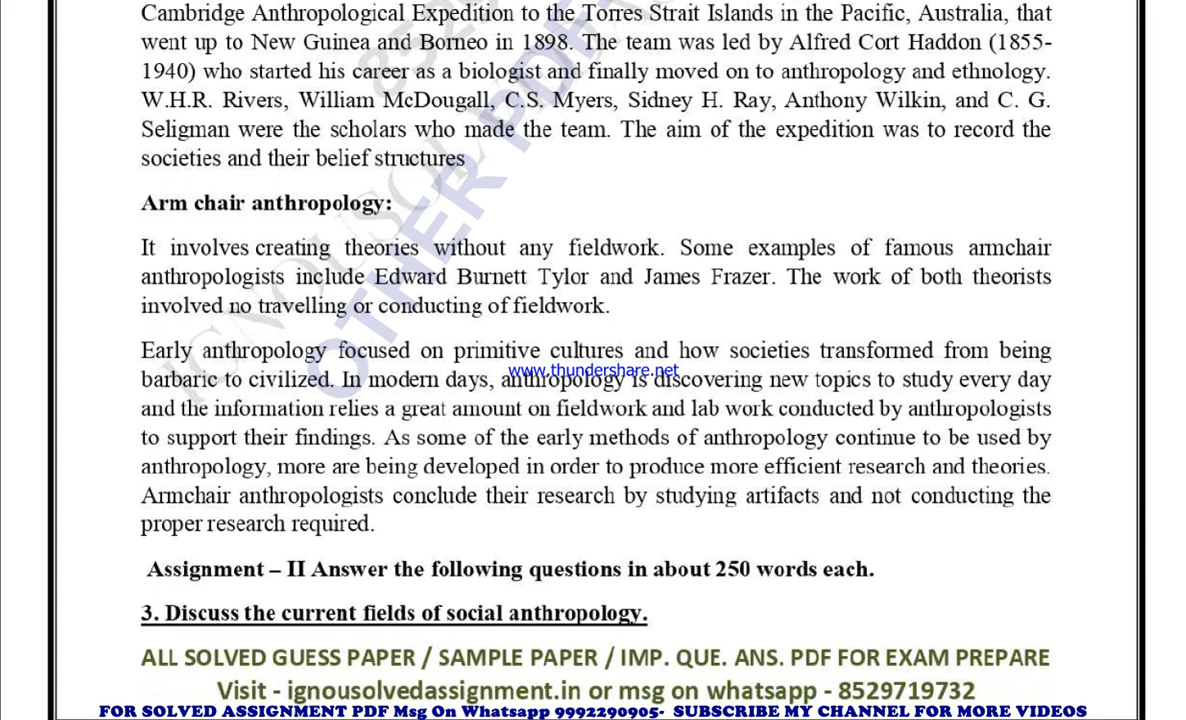 Cambridge Anthropological Expedition to the Torres Strait Islands in the Pacific, Australia, that
went up to New Guinea and Borneo in 1898. The team was led by Alfred Cort Haddon (1855-
1940) who started his career as a biologist and finally moved on to anthropology and ethnology.
W.H.R. Rivers, William McDougall, C.S. Myers, Sidney H. Ray, Anthony Wilkin, and C. G.
Seligman were the scholars who made the team. The aim of the expedition was to record the
societies and their belief structures
Arm chair anthropology:
It involves creating theories without any fieldwork. Some examples of famous armchair
anthropologists include Edward Burnett Tylor and James Frazer. The work of both theorists
involved no travelling or conducting of fieldwork.
Early anthropology focused on primitive cultures and how societies transformed from being
www.thundershare.net
barbaric to civilized. In modern days, anthropology is discovering new topics to study every day
and the information relies a great amount on fieldwork and lab work conducted by anthropologists
to support their findings. As some of the early methods of anthropology continue to be used by
anthropology, more are being developed in order to produce more efficient research and theories.
Armchair anthropologists conclude their research by studying artifacts and not conducting the
proper research required.
Assignment – II Answer the following questions in about 250 words each.
3. Discuss the current fields of social anthropology.
ALL SOLVED GUESS PAPER / SAMPLE PAPER / IMP. QUE. ANS. PDF FOR EXAM PREPARE
Visit - ignousolvedassignment.in or msg on whatsapp - 8529719732
FOR SOLVED ASSIGNMENT PDF Msg On Whatsapp 9992290905- SUBSCRIBE MY CHANNEL FOR MORE VIDEOS
OTHER PDF